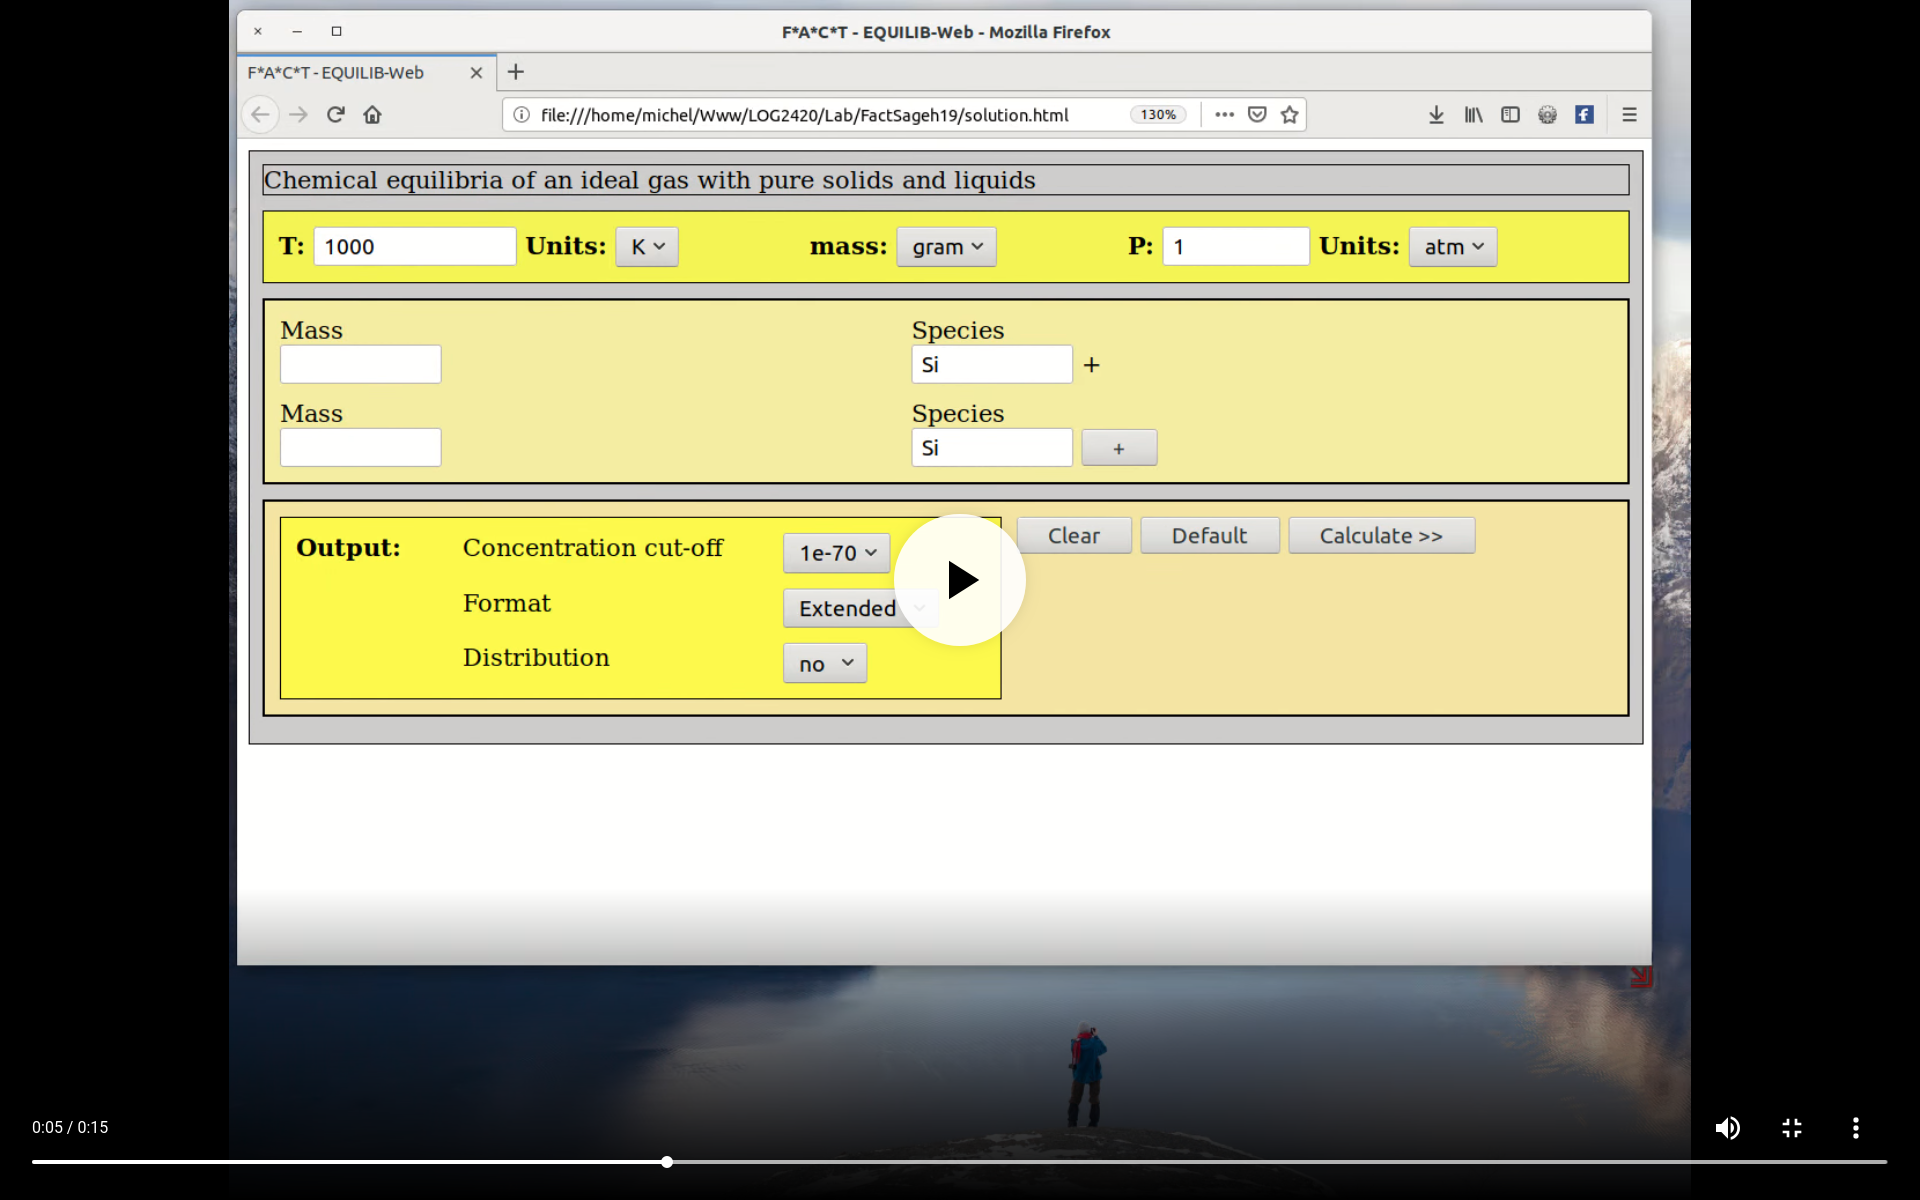 F*A*C*T - EQUILIB-Web - Mozilla Firefox
F*A*C*T - EQUILIB-Web
file:///home/michel/Www/LOG2420/Lab/FactSageh19/solution.html 130%
Chemical equilibria of an ideal gas with pure solids and liquids
T: 1000 Units: K mass: gram P: 1 Units: atm
Mass Species
Si +
Mass Species
Si +
Output: Concentration cut-off 1e-70 Clear Default Calculate >>
Format Extended
Distribution no
0:05 / 0:15